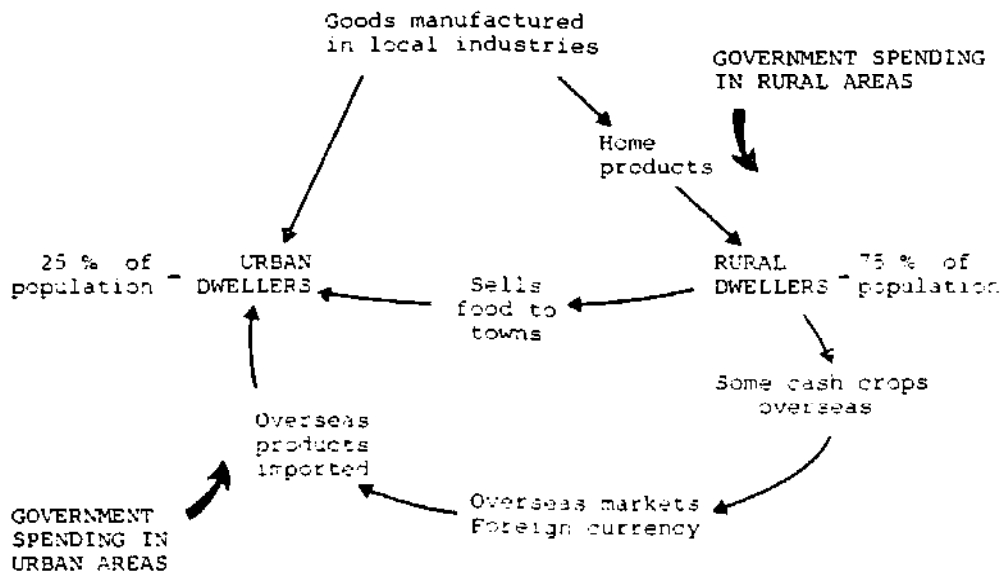 Goods manufactured
in local industries
GOVERNMENT SPENDING
IN RURAL AREAS
Home
products
25 % of
population -
URBAN
DWELLERS
Sells
food to
towns
RURAL
DWELLERS -
75 % of
population
Some cash crops
overseas
Overseas
products
imported
Overseas markets
Foreign currency
GOVERNMENT
SPENDING IN
URBAN AREAS